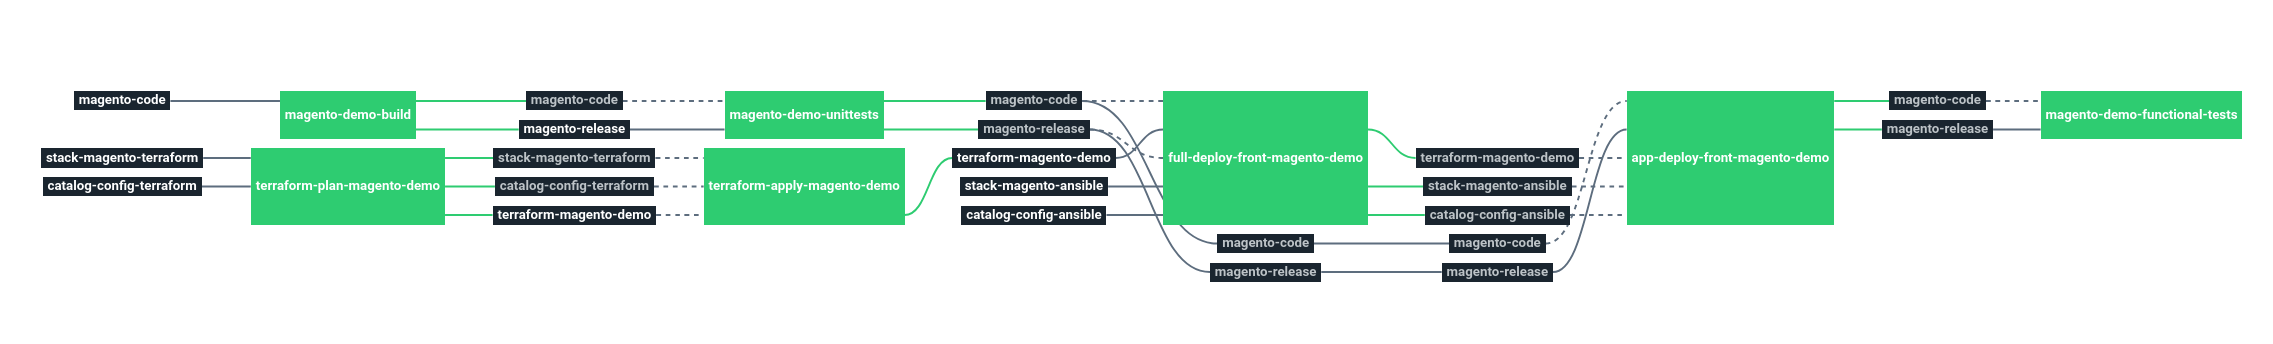 magento-code
stack-magento-terraform
catalog-config-terraform
magento-demo-build
terraform-plan-magento-demo
magento-code
magento-release
stack-magento-terraform
catalog-config-terraform
terraform-magento-demo
magento-demo-unittests
terraform-apply-magento-demo
magento-code
magento-release
terraform-magento-demo
stack-magento-ansible
catalog-config-ansible
full-deploy-front-magento-demo
magento-code
magento-release
terraform-magento-demo
stack-magento-ansible
catalog-config-ansible
magento-code
magento-release
app-deploy-front-magento-demo
magento-code
magento-release
magento-demo-functional-tests